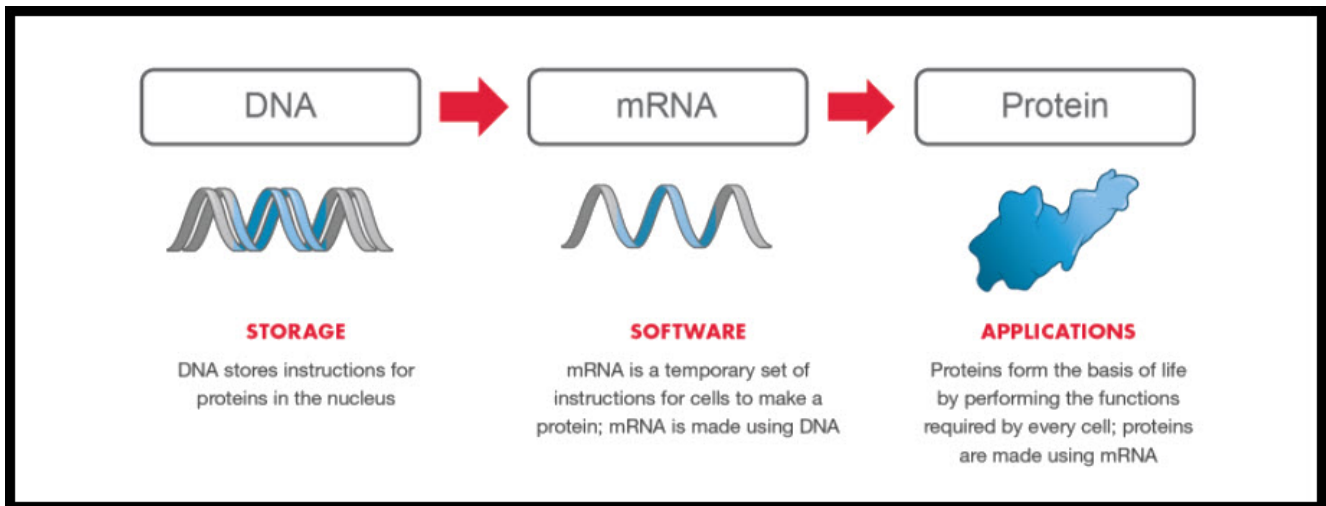 DNA
mRNA
Protein
STORAGE
DNA stores instructions for
proteins in the nucleus
SOFTWARE
mRNA is a temporary set of
instructions for cells to make a
protein; mRNA is made using DNA
APPLICATIONS
Proteins form the basis of life
by performing the functions
required by every cell; proteins
are made using mRNA